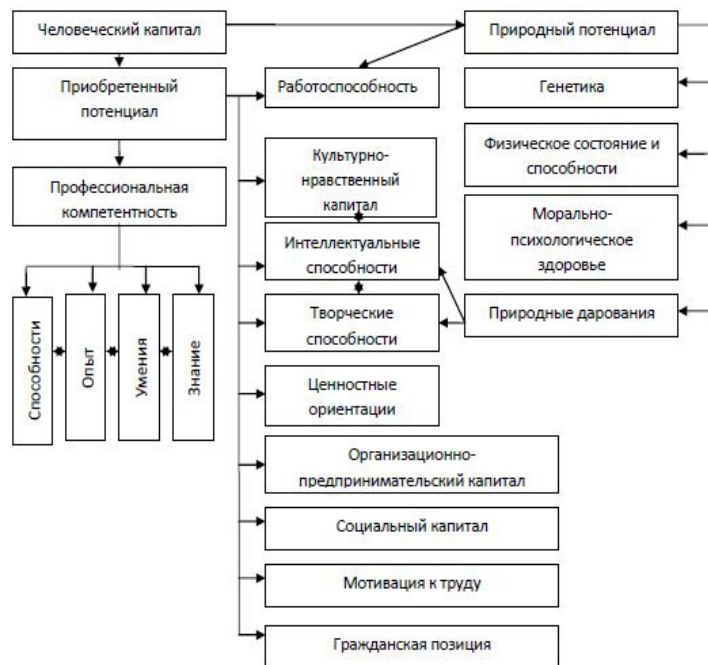 Человеческий капитал
Природный потенциал
Приобретенный
потенциал
Работоспособность
Генетика
Профессиональная
компетентность
Культурно-
нравственный
капитал
Физическое состояние и
способности
Интеллектуальные
способности
Морально-
психологическое
здоровье
Способности
Опыт
Умения
Знание
Творческие
способности
Природные дарования
Ценностные
ориентации
Организационно-
предпринимательский капитал
Социальный капитал
Мотивация к труду
Гражданская позиция